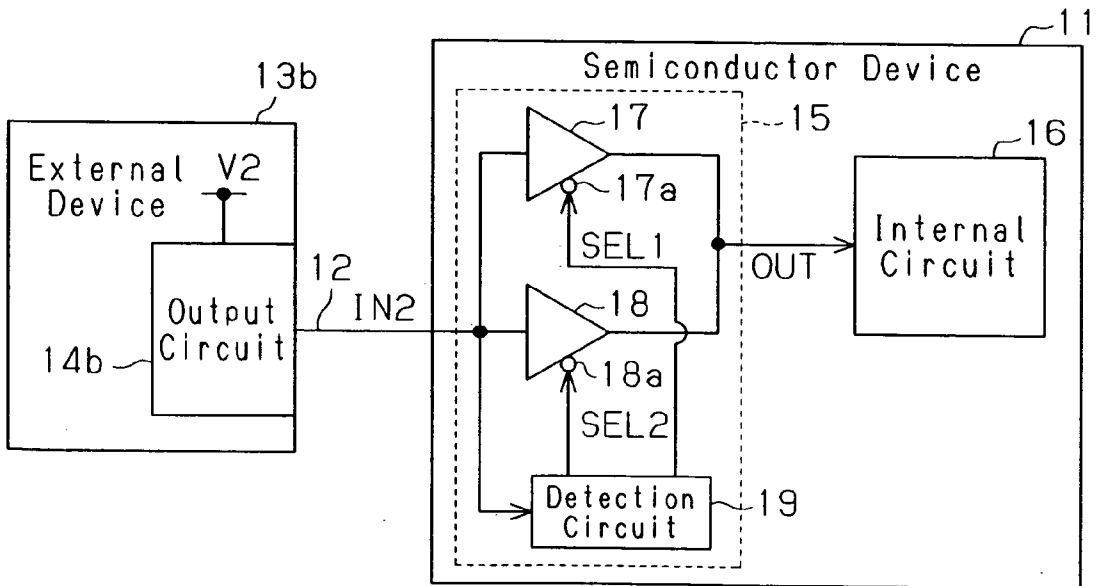 11
Semiconductor Device
13b
External
Device
V2
Output
Circuit
14b
12
IN2
17
17a
SEL1
18
18a
SEL2
Detection
Circuit
19
15
OUT
16
Internal
Circuit